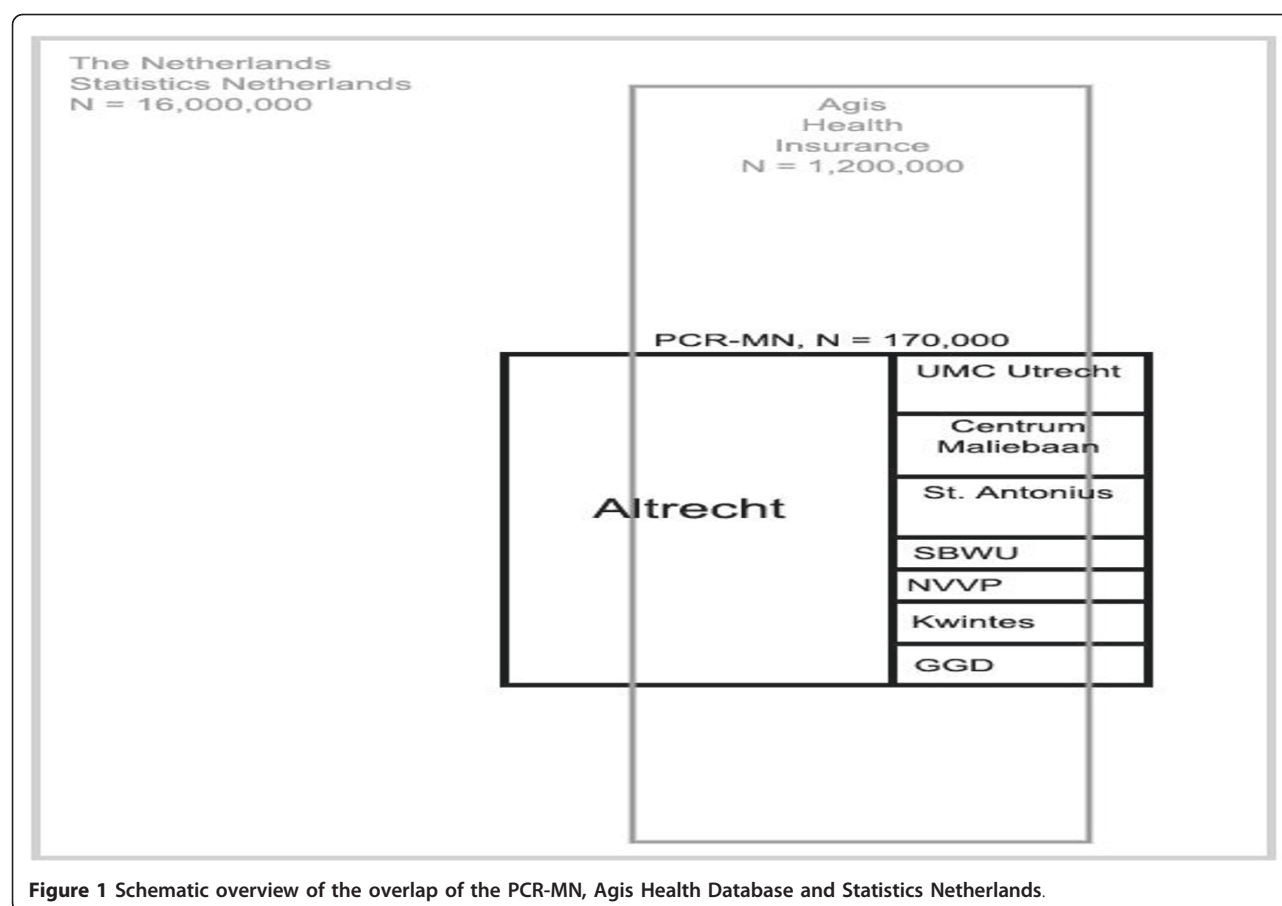 The Netherlands
Statistics Netherlands
N = 16,000,000
Agis
Health
Insurance
N = 1,200,000
PCR-MN, N = 170,000
Altrecht
UMC Utrecht
Centrum
Maliebaan
St. Antonius
SBWU
NVVP
Kwintes
GGD
Figure 1 Schematic overview of the overlap of the PCR-MN, Agis Health Database and Statistics Netherlands.